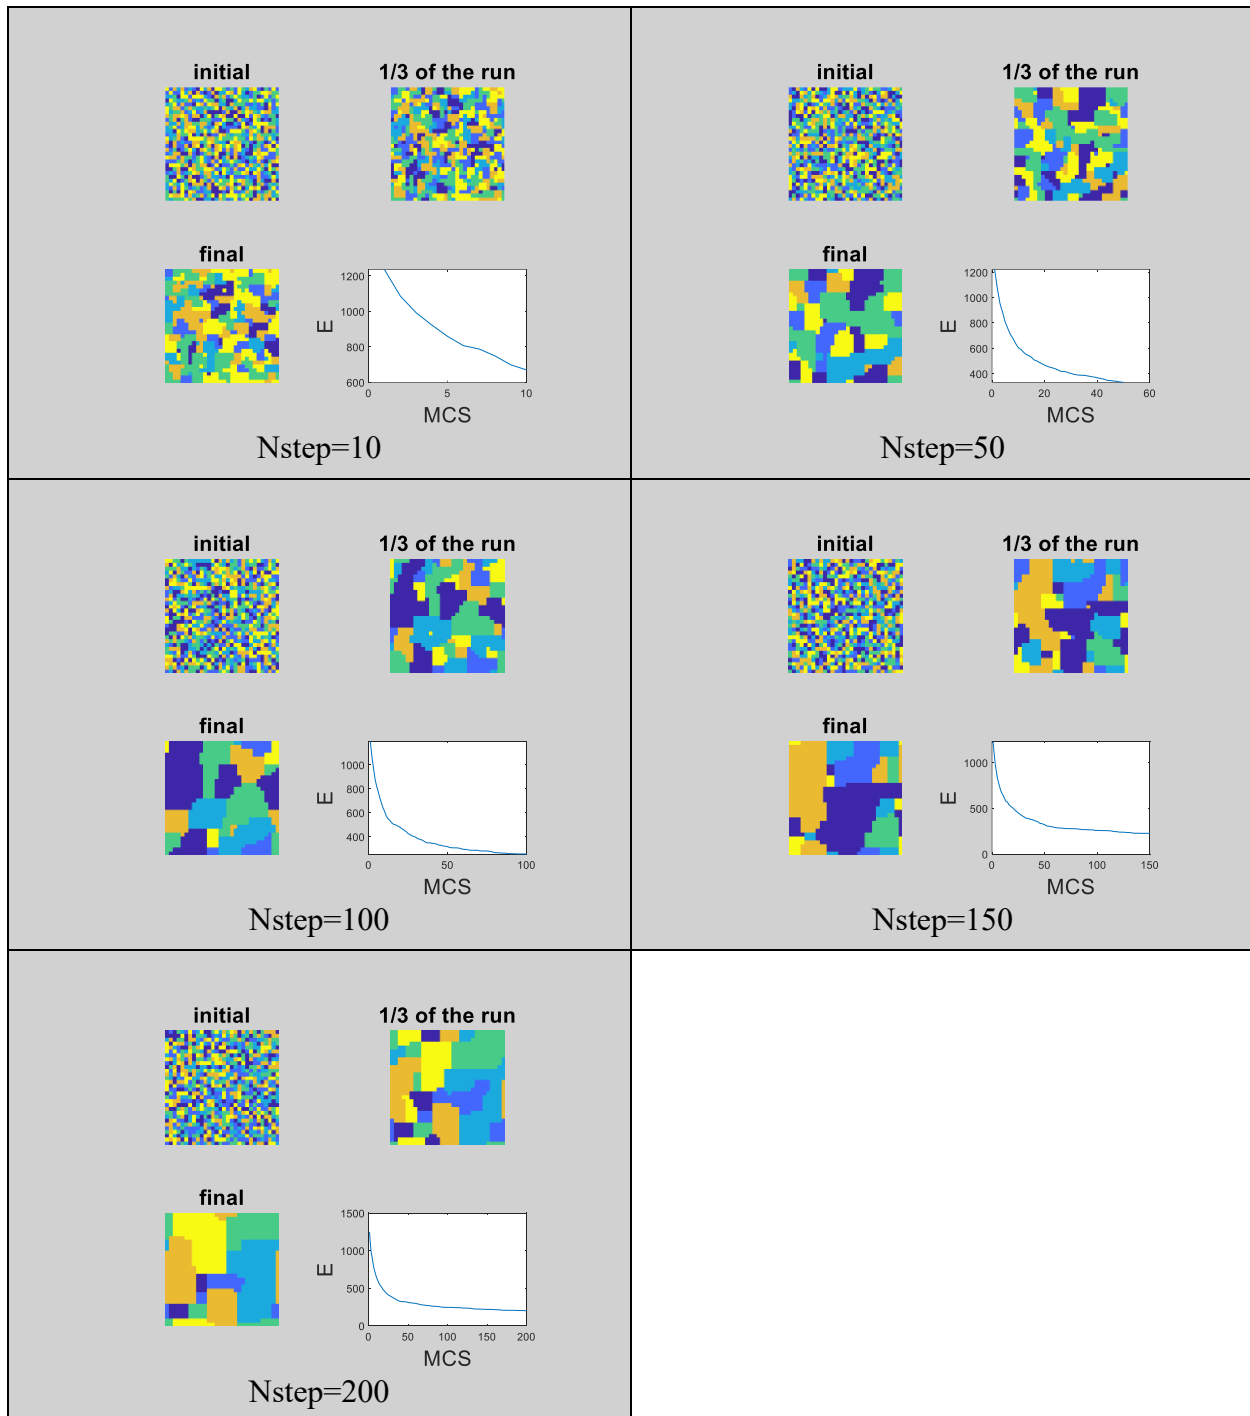 initial
1/3 of the run
final
1200
1000
800
600
0
5
10
E
MCS
Nstep=10
initial
1/3 of the run
final
1200
1000
800
600
400
0
20
40
60
E
MCS
Nstep=50
initial
1/3 of the run
final
1000
800
600
400
0
50
100
E
MCS
Nstep=100
initial
1/3 of the run
final
1000
500
0
0
50
100
150
E
MCS
Nstep=150
initial
1/3 of the run
final
1500
1000
500
0
0
50
100
150
200
E
MCS
Nstep=200